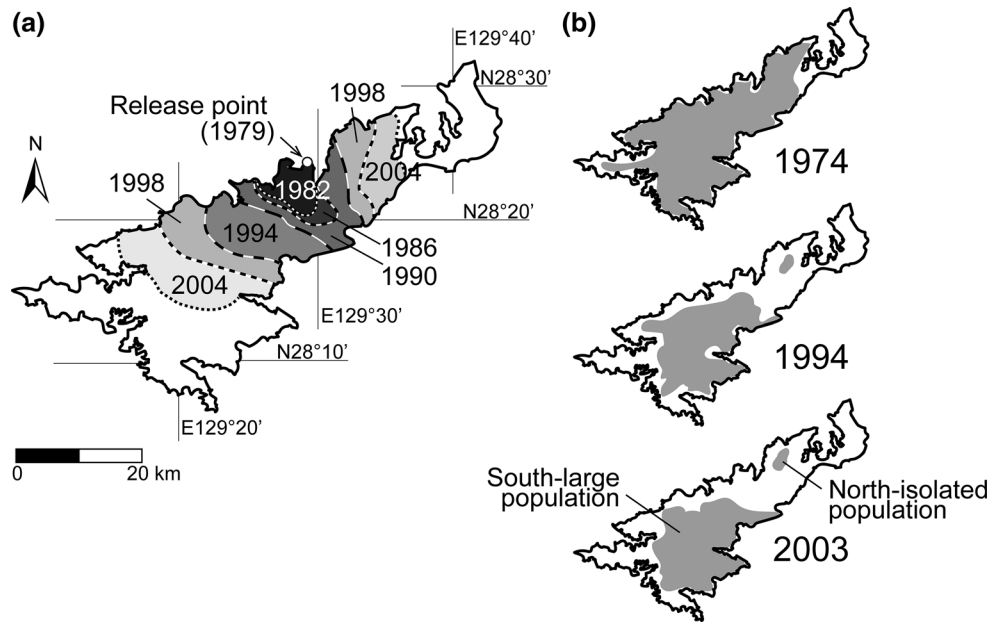 (a)
E129°40'
N28°30'
1998
Release point
(1979)
N
1982
2004
1998
N28°20'
1994
1986
1990
2004
E129°30'
N28°10'
E129°20'
0 20 km
(b)
1974
1994
South-large
population
North-isolated
population
2003